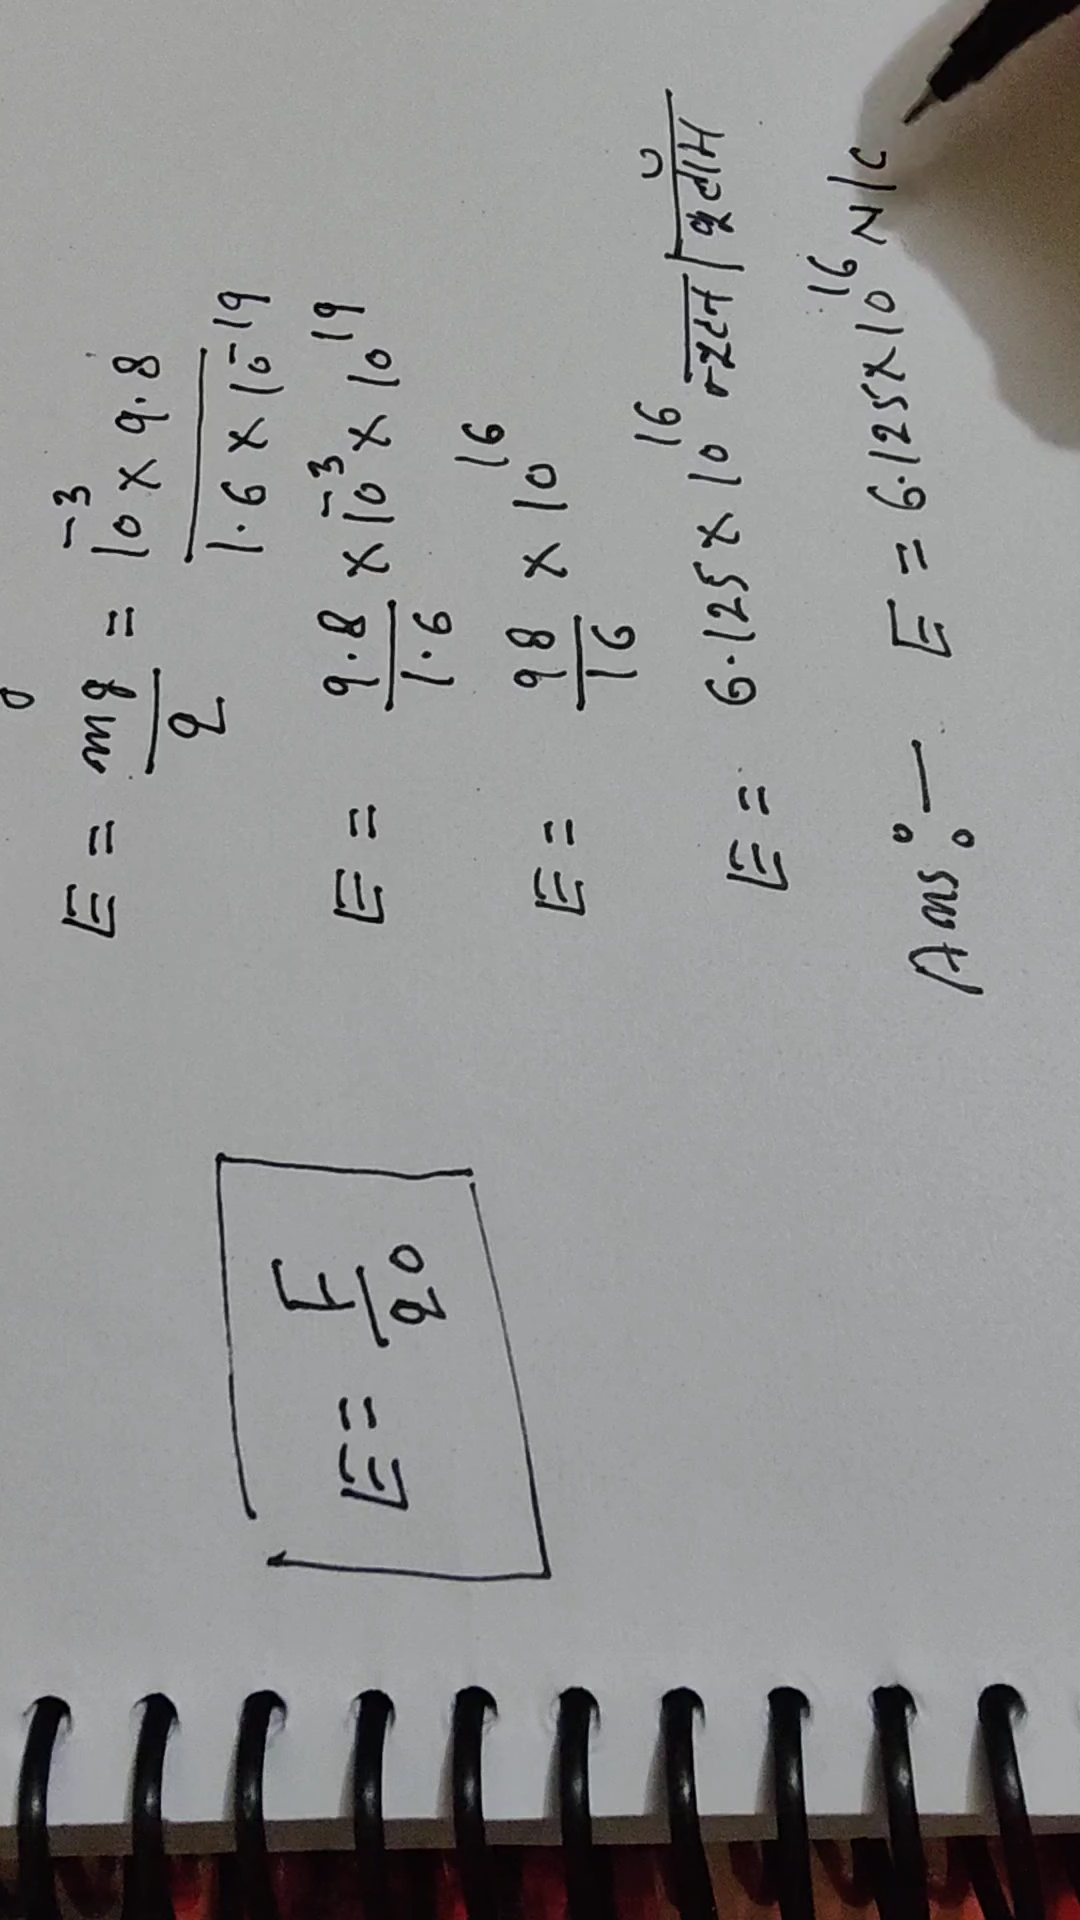 E = mg/q = 10⁻³ × 9.8 / 1.6 × 10⁻¹⁹
E = 9.8/1.6 × 10⁻³ × 10¹⁹
E = 98/16 × 10¹⁶
E = 6.125 × 10¹⁶ न्यूटन/कूलाम
Ans:- E = 6.125 × 10¹⁶ N/C
E = F/q₀